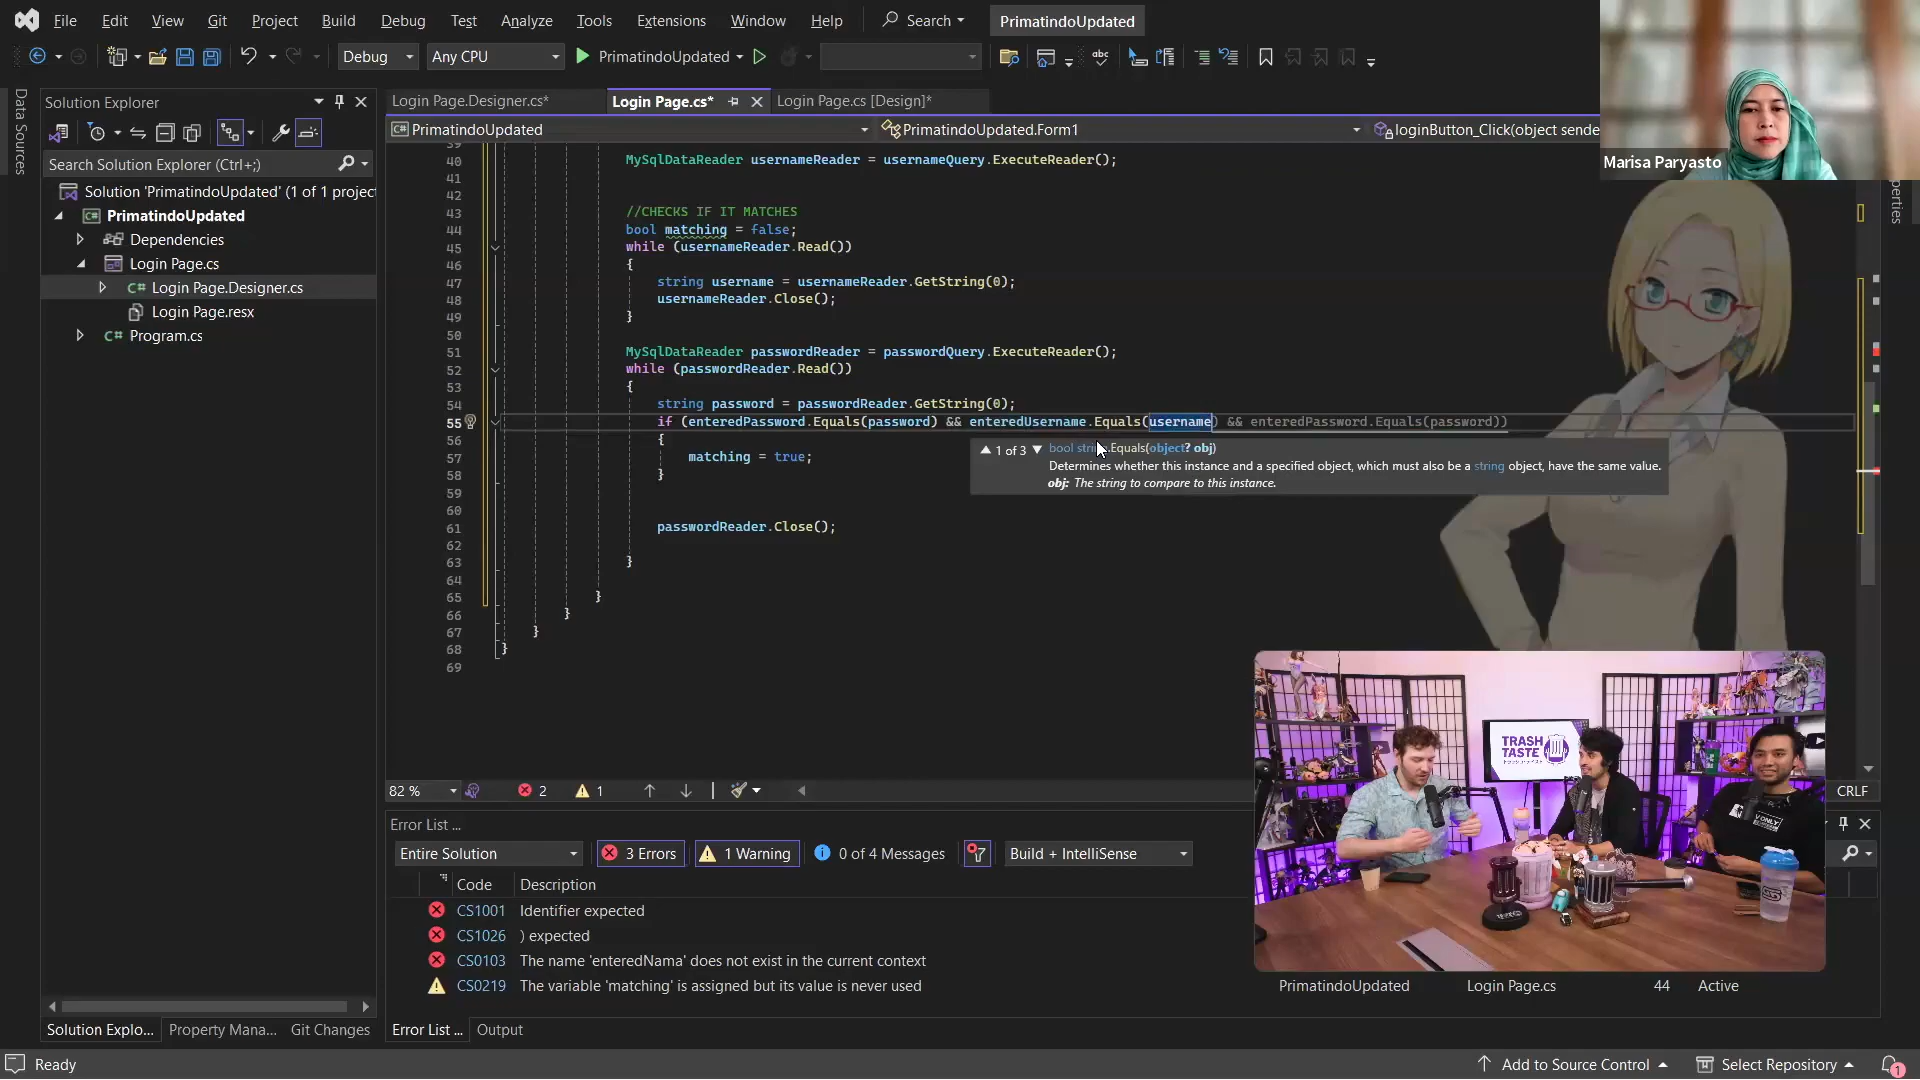 File Edit View Git Project Build Debug Test Analyze Tools Extensions Window Help Search PrimatindoUpdated
Debug Any CPU PrimatindoUpdated
Data Sources
Solution Explorer
Search Solution Explorer (Ctrl+;)
Solution 'PrimatindoUpdated' (1 of 1 project
PrimatindoUpdated
Dependencies
Login Page.cs
C# Login Page.Designer.cs
Login Page.resx
C# Program.cs
Login Page.Designer.cs* Login Page.cs* Login Page.cs [Design]*
PrimatindoUpdated PrimatindoUpdated.Form1 loginButton_Click(object sende
Marisa Paryasto
perties
39
40 MySqlDataReader usernameReader = usernameQuery.ExecuteReader();
41
42
43 //CHECKS IF IT MATCHES
44 bool matching = false;
45 while (usernameReader.Read())
46 {
47 string username = usernameReader.GetString(0);
48 usernameReader.Close();
49 }
50
51 MySqlDataReader passwordReader = passwordQuery.ExecuteReader();
52 while (passwordReader.Read())
53 {
54 string password = passwordReader.GetString(0);
55 if (enteredPassword.Equals(password) && enteredUsername.Equals(username) && enteredPassword.Equals(password))
56 {
1 of 3 bool string.Equals(object? obj)
Determines whether this instance and a specified object, which must also be a string object, have the same value.
obj: The string to compare to this instance.
57 matching = true;
58 }
59
60
61 passwordReader.Close();
62
63 }
64
65 }
66 }
67 }
68 }
69
TRASH
TASTE
V ONLY
82 % 2 1 CRLF
Error List ...
Entire Solution 3 Errors 1 Warning 0 of 4 Messages Build + IntelliSense
Code Description
CS1001 Identifier expected
CS1026 ) expected
CS0103 The name 'enteredNama' does not exist in the current context
CS0219 The variable 'matching' is assigned but its value is never used PrimatindoUpdated Login Page.cs 44 Active
Solution Explo... Property Mana... Git Changes Error List ... Output
Ready Add to Source Control Select Repository 1